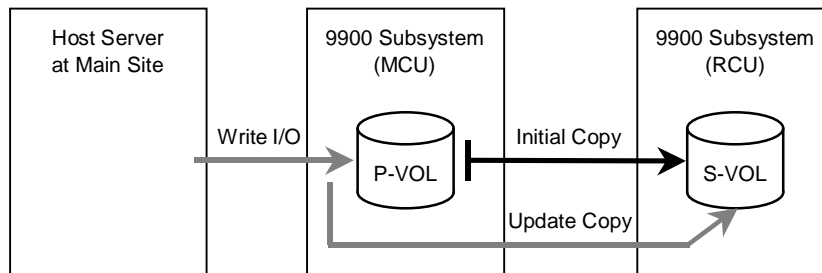 Host Server
at Main Site
9900 Subsystem
(MCU)
9900 Subsystem
(RCU)
Write I/O
Initial Copy
P-VOL
S-VOL
Update Copy